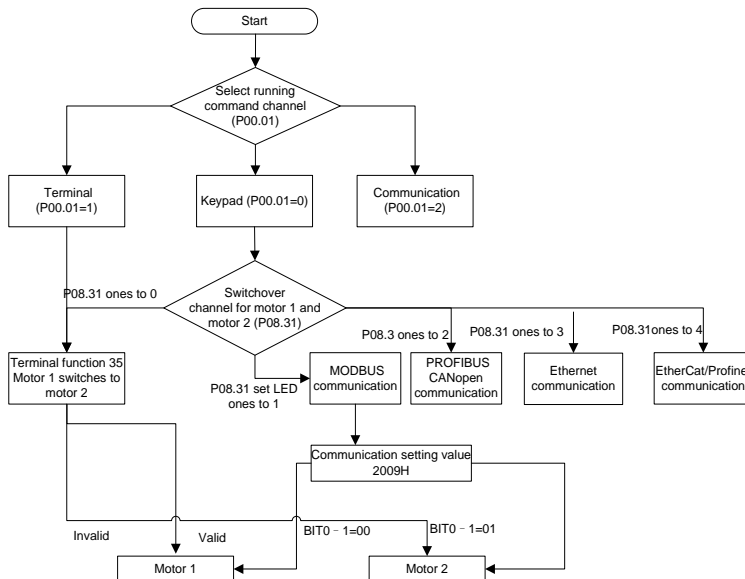 Start
Select running
command channel
(P00.01)
Terminal
(P00.01=1)
Keypad (P00.01=0)
Communication
(P00.01=2)
P08.31 ones to 0
Switchover
channel for motor 1 and
motor 2 (P08.31)
P08.3 ones to 2
P08.31 ones to 3
P08.31ones to 4
Terminal function 35
Motor 1 switches to
motor 2
P08.31 set LED
ones to 1
MODBUS
communication
PROFIBUS
CANopen
communication
Ethernet
communication
EtherCat/Profine
communication
Communication setting value
2009H
Invalid
Valid
BIT0﹣1=00
BIT0﹣1=01
Motor 1
Motor 2